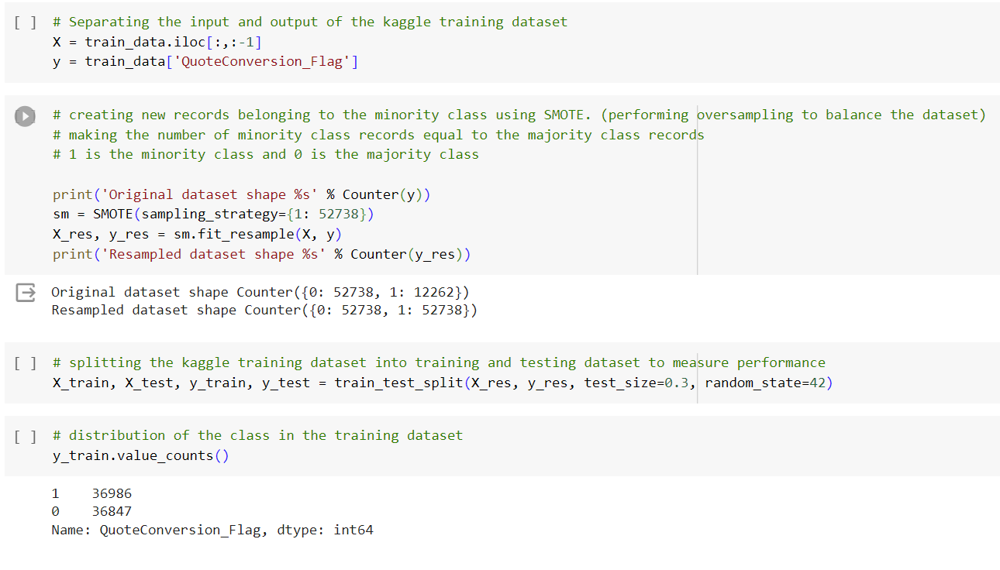 [ ] # Separating the input and output of the kaggle training dataset
X = train_data.iloc[:,:-1]
y = train_data['QuoteConversion_Flag']
# creating new records belonging to the minority class using SMOTE. (performing oversampling to balance the dataset)
# making the number of minority class records equal to the majority class records
# 1 is the minority class and 0 is the majority class
print('Original dataset shape %s' % Counter(y))
sm = SMOTE(sampling_strategy={1: 52738})
X_res, y_res = sm.fit_resample(X, y)
print('Resampled dataset shape %s' % Counter(y_res))
Original dataset shape Counter({0: 52738, 1: 12262})
Resampled dataset shape Counter({0: 52738, 1: 52738})
[ ] # splitting the kaggle training dataset into training and testing dataset to measure performance
X_train, X_test, y_train, y_test = train_test_split(X_res, y_res, test_size=0.3, random_state=42)
[ ] # distribution of the class in the training dataset
y_train.value_counts()
1    36986
0    36847
Name: QuoteConversion_Flag, dtype: int64